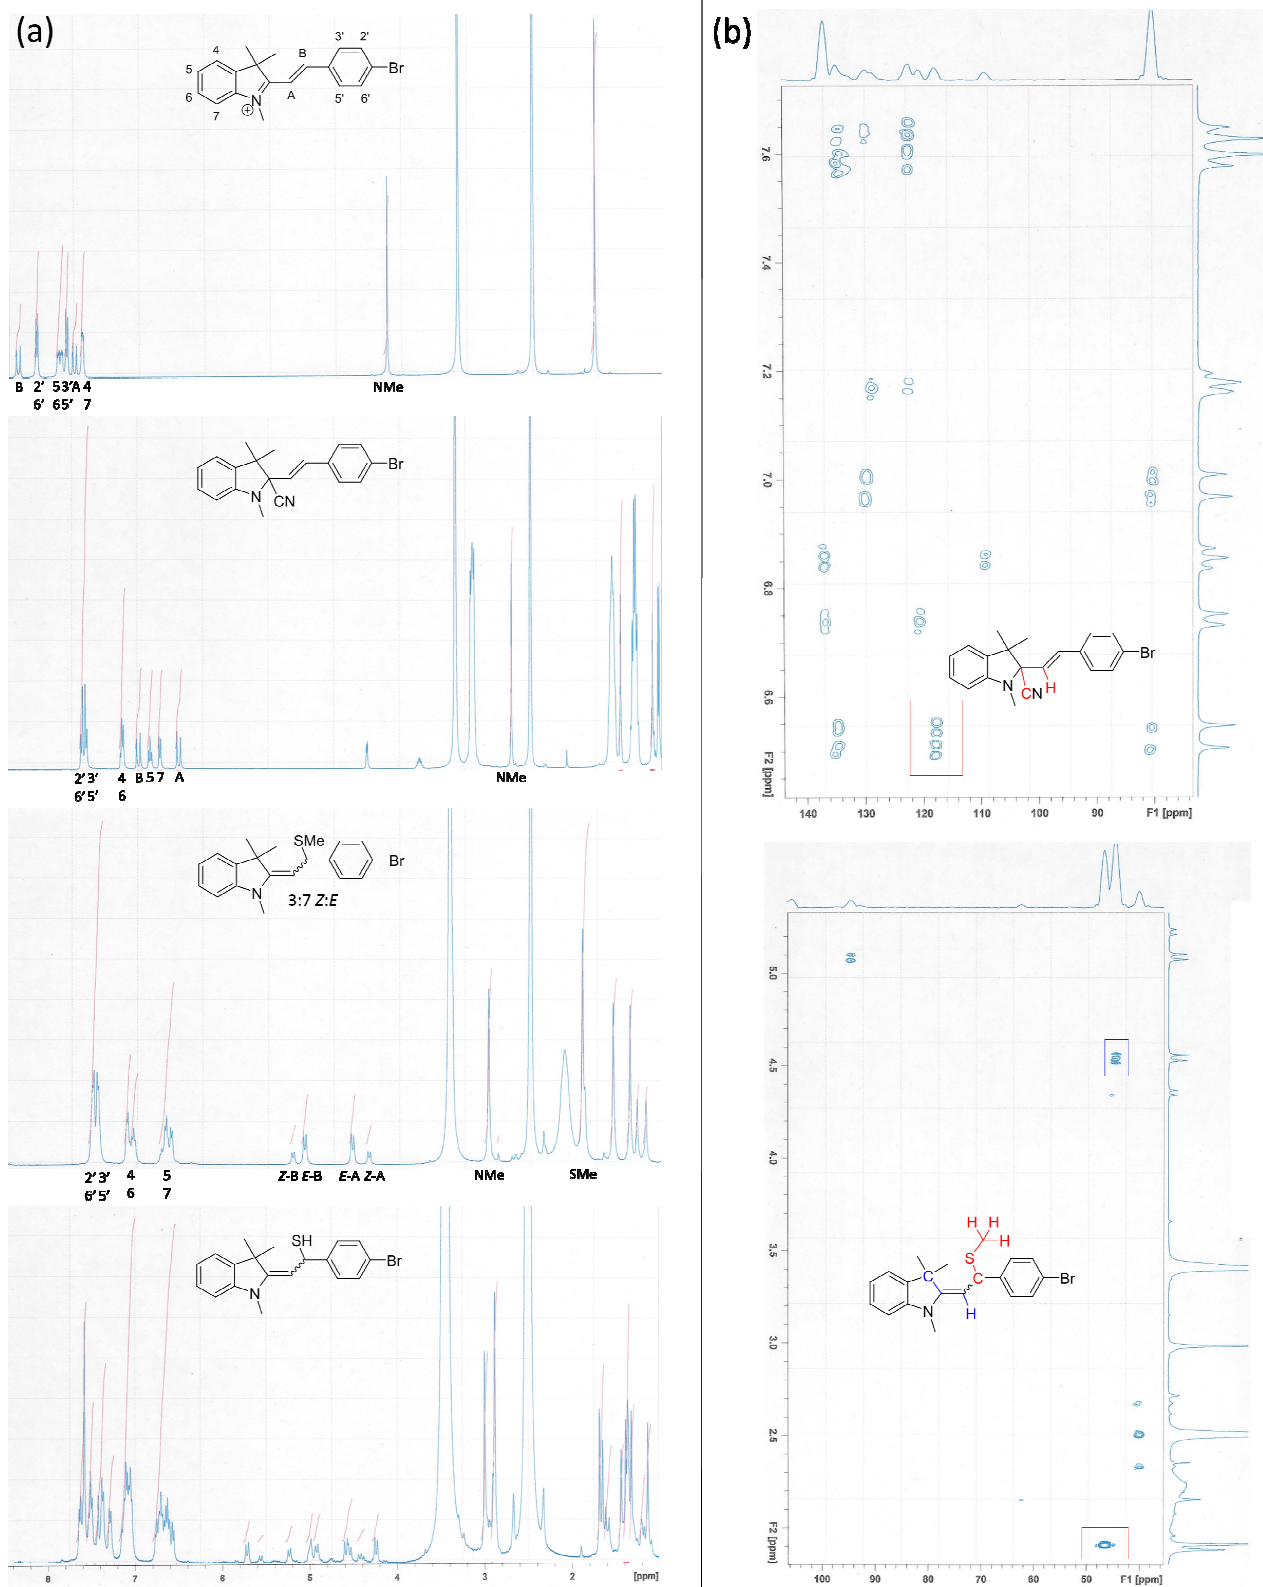 (a)
4
5
6
7
N
+
A
B
3'
2'
5'
6'
Br
B 2' 53'A 4
6' 65' 7
NMe
N
CN
Br
2' 3' 4 B 5 7 A
6' 5' 6
NMe
SMe
N
Br
3:7 Z:E
2' 3' 4 5 Z-B E-B E-A Z-A NMe SMe
6' 5' 6 7
SH
N
Br
8 7 6 5 4 3 2 [ppm]
(b)
7.6
7.4
7.2
7.0
6.8
6.6
F2 [ppm]
N
CN
H
Br
140 130 120 110 100 90 F1 [ppm]
5.0
4.5
4.0
3.5
3.0
2.5
F2 [ppm]
H H
H
S
C
N
H
Br
100 90 80 70 60 50 F1 [ppm]